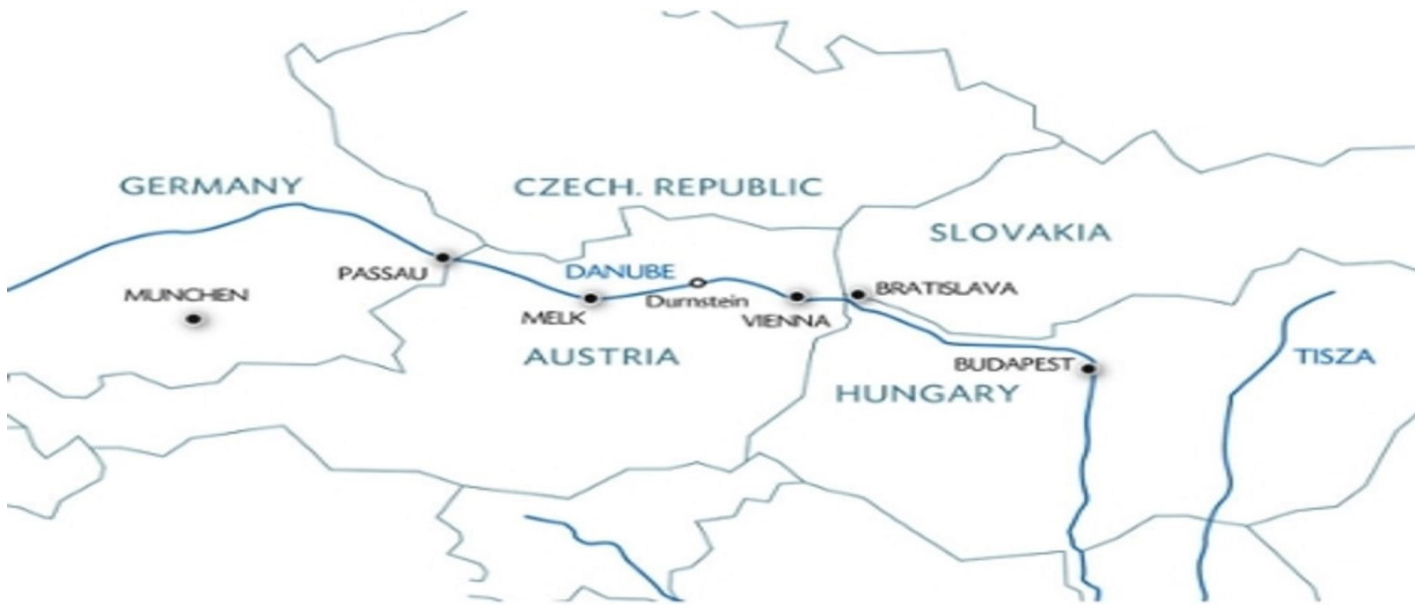 GERMANY
CZECH. REPUBLIC
SLOVAKIA
PASSAU
DANUBE
MUNCHEN
Durnstein
BRATISLAVA
MELK
VIENNA
AUSTRIA
BUDAPEST
TISZA
HUNGARY